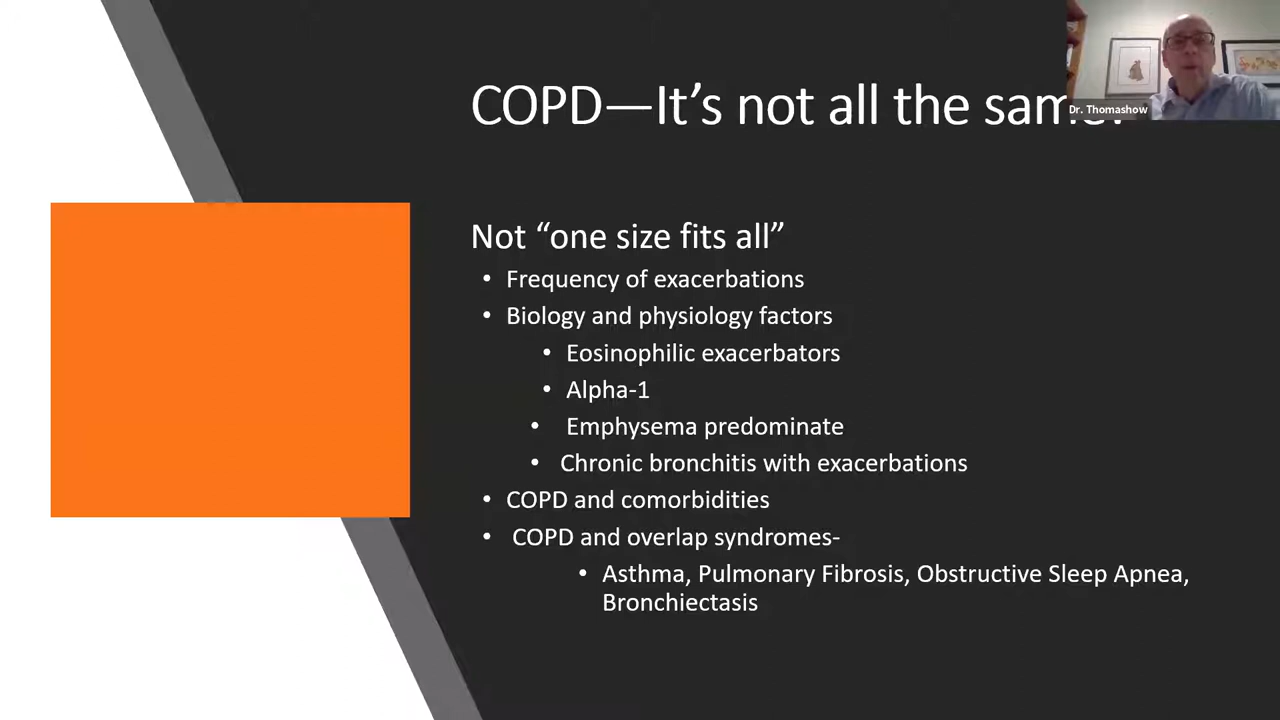 COPD—It's not all the same
Dr. Thomashow
Not “one size fits all”
• Frequency of exacerbations
• Biology and physiology factors
• Eosinophilic exacerbators
• Alpha-1
• Emphysema predominate
• Chronic bronchitis with exacerbations
• COPD and comorbidities
• COPD and overlap syndromes-
• Asthma, Pulmonary Fibrosis, Obstructive Sleep Apnea,
Bronchiectasis